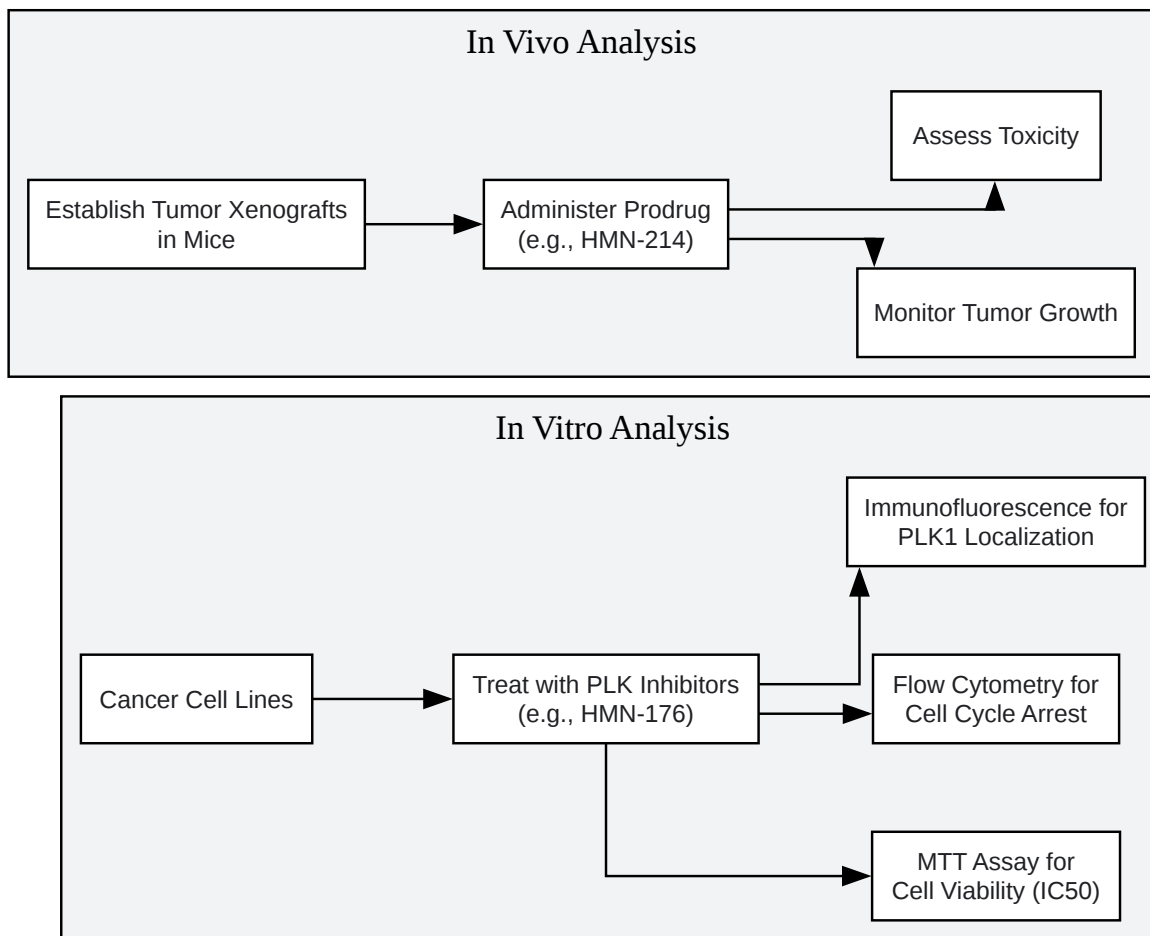 In Vivo Analysis
Assess Toxicity
Establish Tumor Xenografts
in Mice
Administer Prodrug
(e.g., HMN-214)
Monitor Tumor Growth
In Vitro Analysis
Immunofluorescence for
PLK1 Localization
Cancer Cell Lines
Treat with PLK Inhibitors
(e.g., HMN-176)
Flow Cytometry for
Cell Cycle Arrest
MTT Assay for
Cell Viability (IC50)